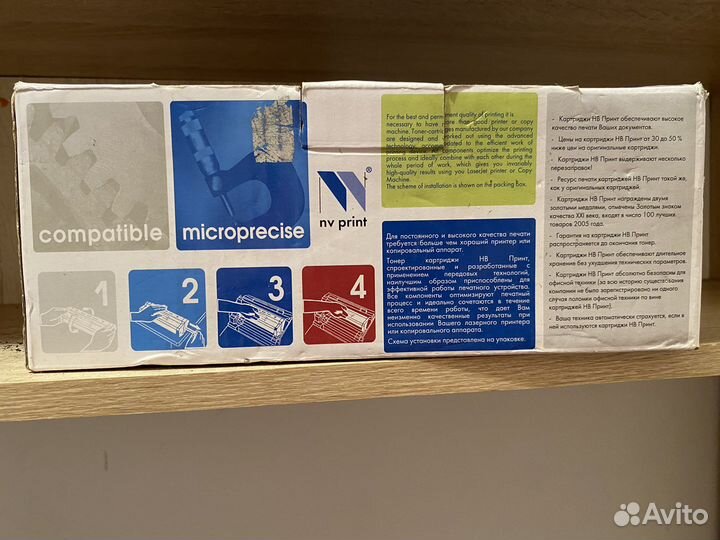 compatible
microprecise
nv print
®
1
2
3
4
For the best and perm quality of printing it is
necessary to have more than good printer or copy
machine. Toner-cartridges manufactured by our company
are designed and worked out using the advanced
technology, accommodated to the efficient work of
printing device. All components optimize the printing
process and ideally combine with each other during the
whole period of work, which gives you invariably
high-quality results using you LaserJet printer or Copy
Machine.
The scheme of installation is shown on the packing Box.
Для постоянного и высокого качества печати
требуется больше чем хороший принтер или
копировальный аппарат.
Тонер картриджи НВ Принт,
спроектированные и разработанные с
применением передовых технологий,
наилучшим образом приспособлены для
эффективной работы печатного устройства.
Все компоненты оптимизируют печатный
процесс и идеально сочетаются в течение
всего времени работы, что дает Вам
неизменно качественные результаты при
использовании Вашего лазерного принтера
или копировального аппарата.
Схема установки представлена на упаковке.
- Картриджи НВ Принт обеспечивают высокое
качества печати Ваших документов.
- Цены на картриджи НВ Принт от 30 до 50 %
ниже цен на оригинальные картриджи.
- Картриджи НВ Принт выдерживают несколько
перезаправок!
- Ресурс печати картриджей НВ Принт такой же,
как у оригинальных картриджей.
- Картриджи НВ Принт награждены двумя
золотыми медалями, отмечены Золотым знаком
качества XXI века, входят в число 100 лучших
товаров 2005 года.
- Гарантия на картриджи НВ Принт
распространяется до окончания тонера.
- Картриджи НВ Принт обеспечивают длительное
хранение без ухудшения технических параметров.
- Картриджи НВ Принт абсолютно безопасны для
офисной техники (за всю историю существования
компании не было зарегистрировано ни одного
случая поломки офисной техники по вине
картриджей НВ Принт).
- Ваша техника автоматически страхуется, если в
ней используются картриджи НВ Принт.
Avito